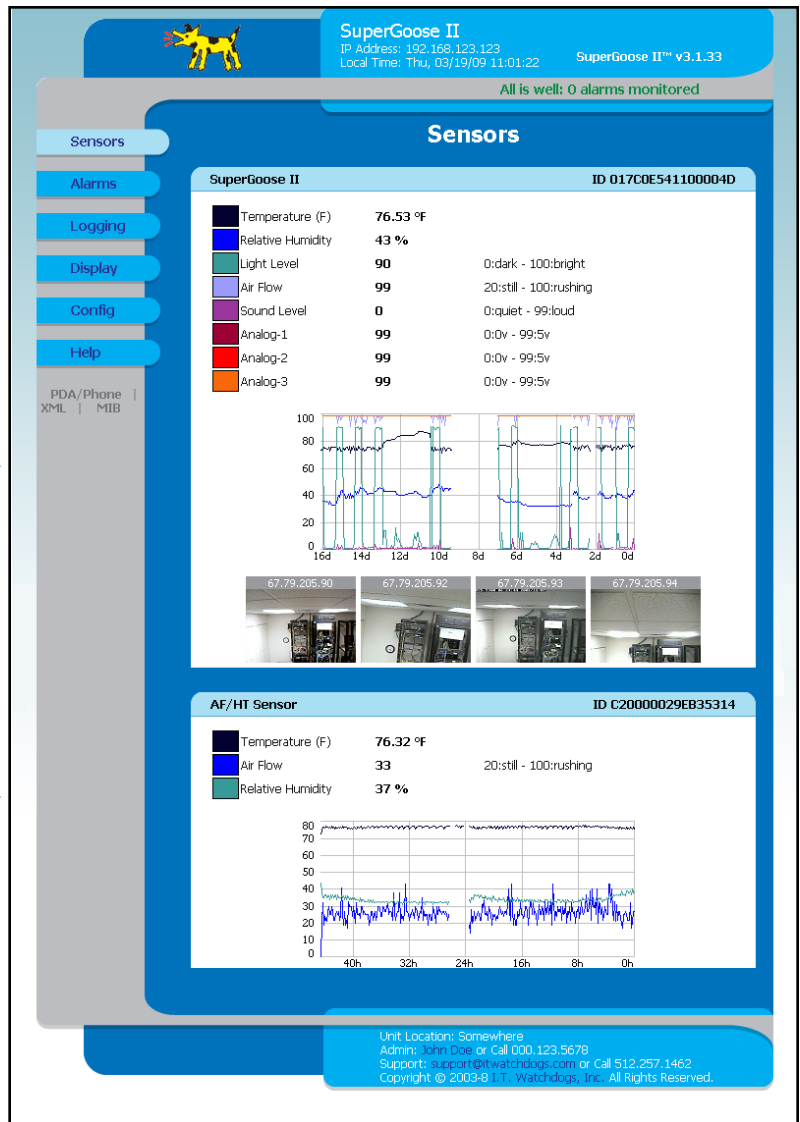 SuperGoose II
IP Address: 192.168.123.123
Local Time: Thu, 03/19/09 11:01:22
SuperGoose II™ v3.1.33
All is well: 0 alarms monitored
Sensors
Alarms
Logging
Display
Config
Help
PDA/Phone |
XML | MIB
Sensors
SuperGoose II ID 017C0E541100004D
Temperature (F) 76.53 ºF
Relative Humidity 43 %
Light Level 90 0:dark - 100:bright
Air Flow 99 20:still - 100:rushing
Sound Level 0 0:quiet - 99:loud
Analog-1 99 0:0v - 99:5v
Analog-2 99 0:0v - 99:5v
Analog-3 99 0:0v - 99:5v
100
80
60
40
20
0
16d 14d 12d 10d 8d 6d 4d 2d 0d
67.79.205.90 67.79.205.92 67.79.205.93 67.79.205.94
AF/HT Sensor ID C20000029EB35314
Temperature (F) 76.32 ºF
Air Flow 33 20:still - 100:rushing
Relative Humidity 37 %
80
70
60
50
40
30
20
10
0
40h 32h 24h 16h 8h 0h
Unit Location: Somewhere
Admin: John Doe or Call 000.123.5678
Support: support@itwatchdogs.com or Call 512.257.1462
Copyright © 2003-8 I.T. Watchdogs, Inc. All Rights Reserved.